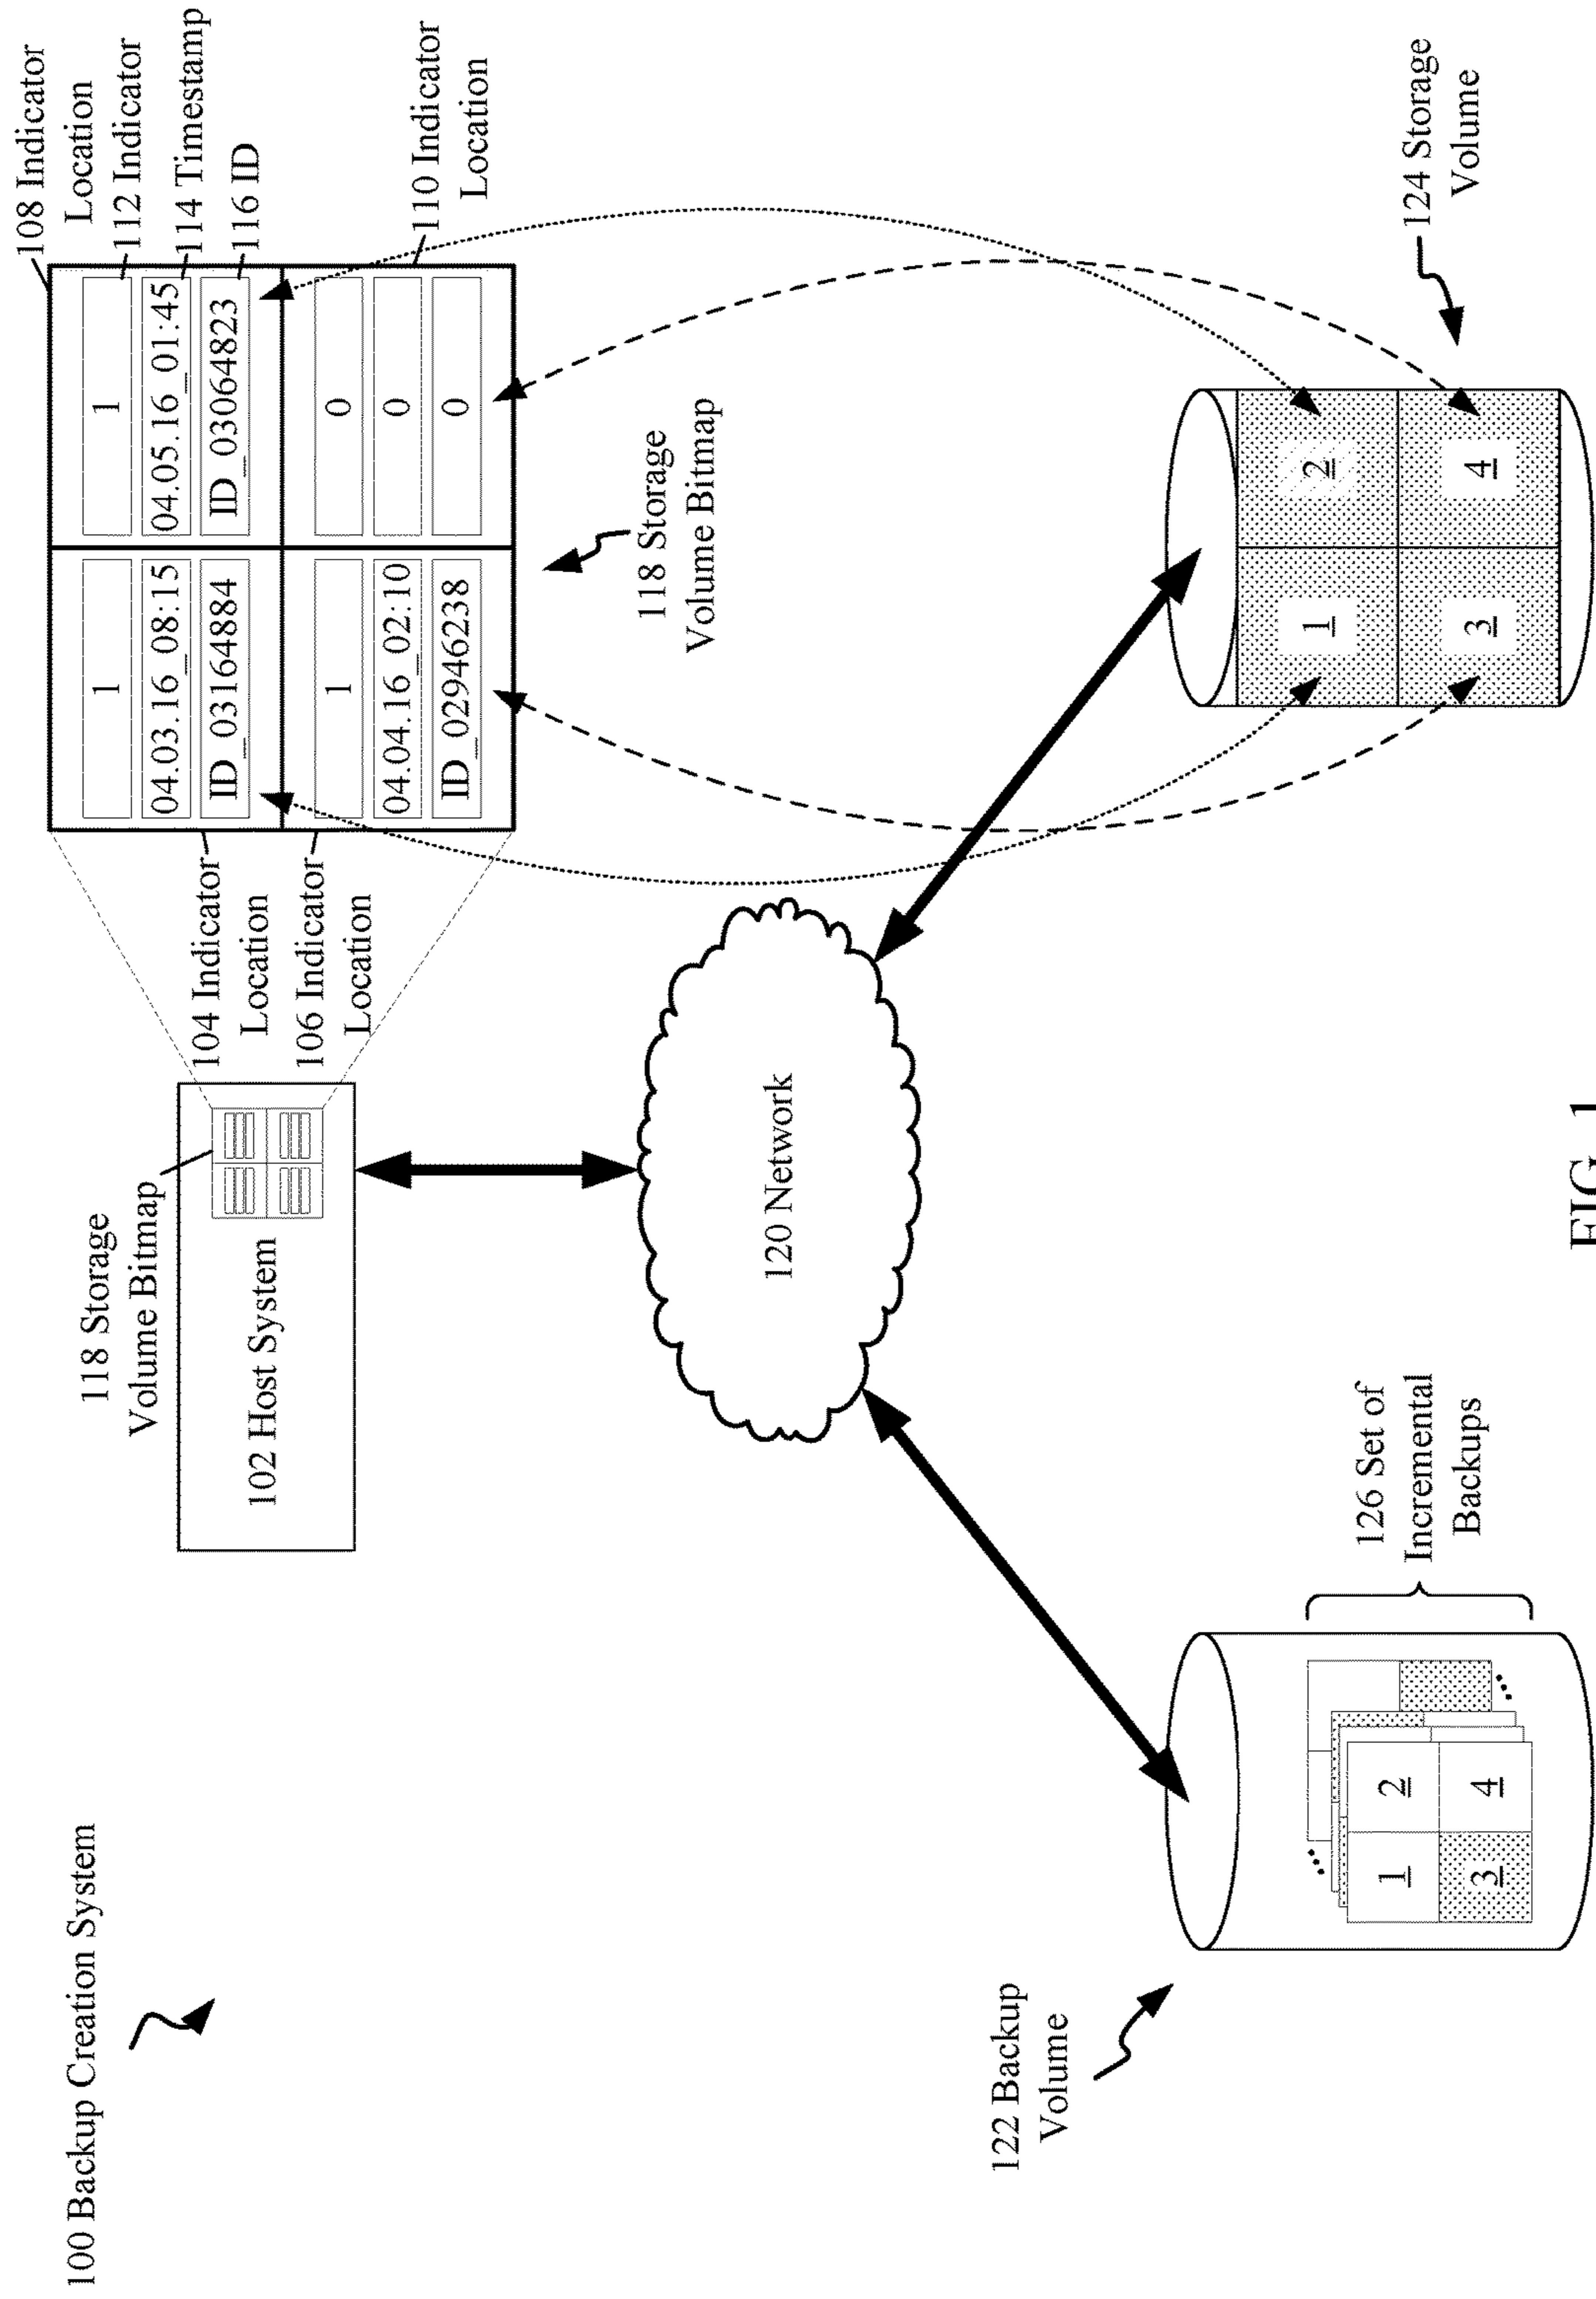 100 Backup Creation System
118 Storage
Volume Bitmap
102 Host System
104 Indicator
Location
106 Indicator
Location
108 Indicator
Location
112 Indicator
114 Timestamp
116 ID
110 Indicator
Location
1
04.03.16_08:15
ID_03164884
1
04.05.16_01:45
ID_03064823
1
04.04.16_02:10
ID_02946238
0
0
0
118 Storage
Volume Bitmap
120 Network
122 Backup
Volume
1
2
3
4
126 Set of
Incremental
Backups
1
2
3
4
124 Storage
Volume
FIG. 1